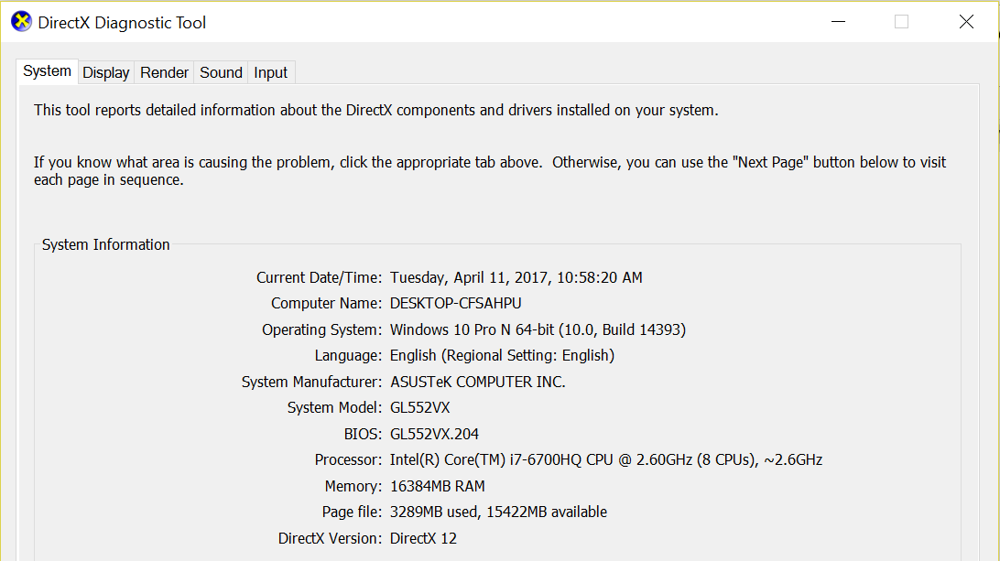 DirectX Diagnostic Tool
System Display Render Sound Input
This tool reports detailed information about the DirectX components and drivers installed on your system.
If you know what area is causing the problem, click the appropriate tab above.  Otherwise, you can use the "Next Page" button below to visit
each page in sequence.
System Information
Current Date/Time: Tuesday, April 11, 2017, 10:58:20 AM
Computer Name: DESKTOP-CFSAHPU
Operating System: Windows 10 Pro N 64-bit (10.0, Build 14393)
Language: English (Regional Setting: English)
System Manufacturer: ASUSTeK COMPUTER INC.
System Model: GL552VX
BIOS: GL552VX.204
Processor: Intel(R) Core(TM) i7-6700HQ CPU @ 2.60GHz (8 CPUs), ~2.6GHz
Memory: 16384MB RAM
Page file: 3289MB used, 15422MB available
DirectX Version: DirectX 12